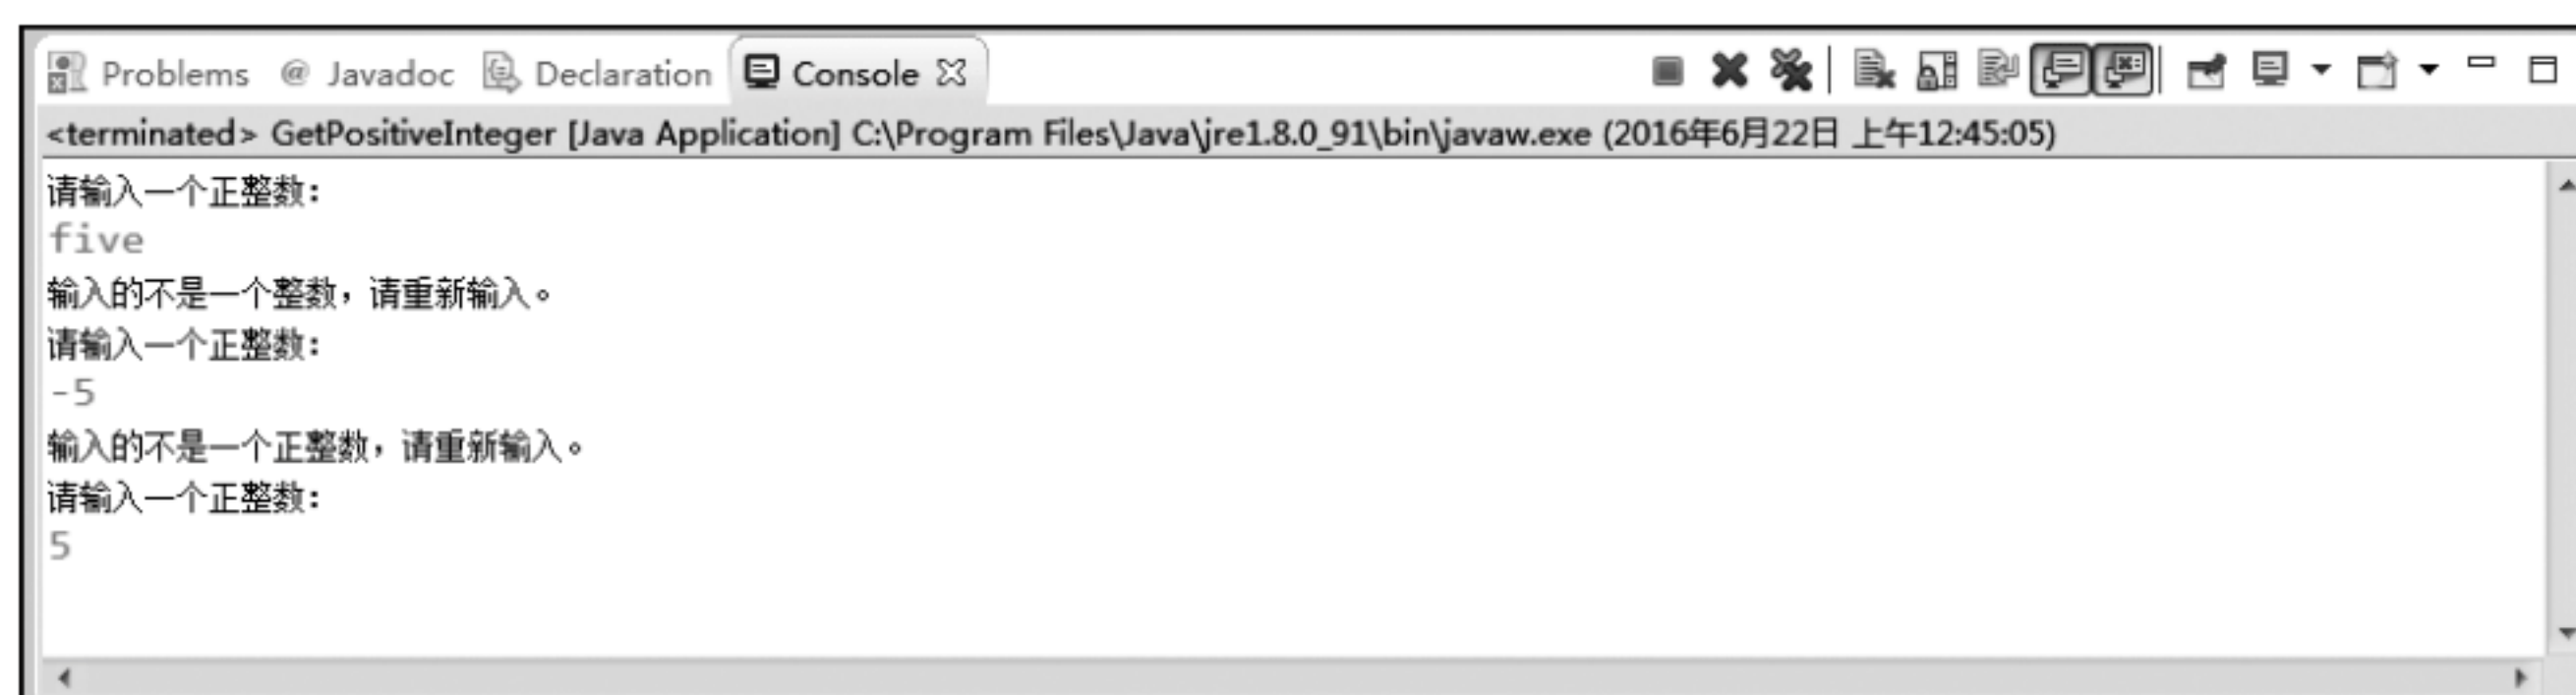 Problems @ Javadoc Declaration Console
<terminated> GetPositiveInteger [Java Application] C:\Program Files\Java\jre1.8.0_91\bin\javaw.exe (2016年6月22日 上午12:45:05)
请输入一个正整数:
five
输入的不是一个整数，请重新输入。
请输入一个正整数:
-5
输入的不是一个正整数，请重新输入。
请输入一个正整数:
5